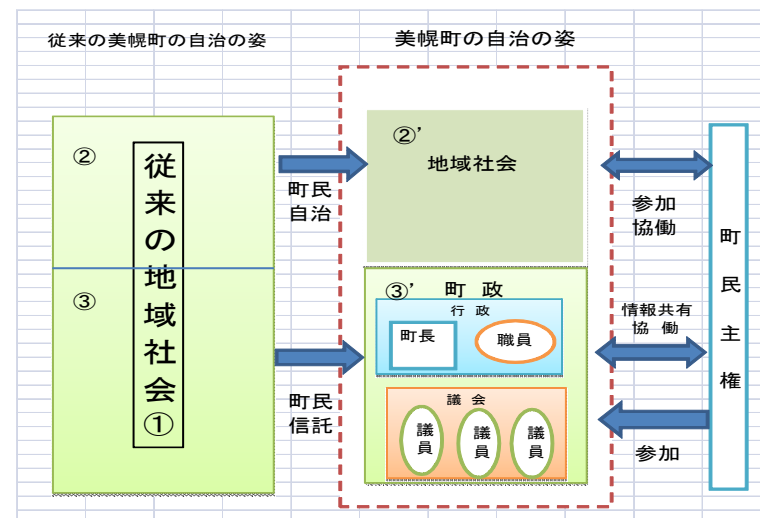 従来の美幌町の自治の姿
美幌町の自治の姿
②
従来の地域社会①
③
町民
自治
町民
信託
②’
地域社会
③’ 町 政
行 政
町長
職員
議 会
議員
議員
議員
参加
協働
情報共有
協 働
参加
町民主権